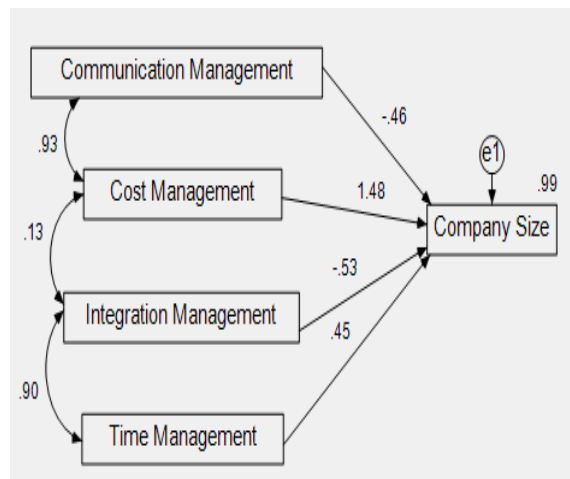 Communication Management
-.46
.93
e1
.99
Cost Management
1.48
Company Size
.13
-.53
Integration Management
.45
.90
Time Management